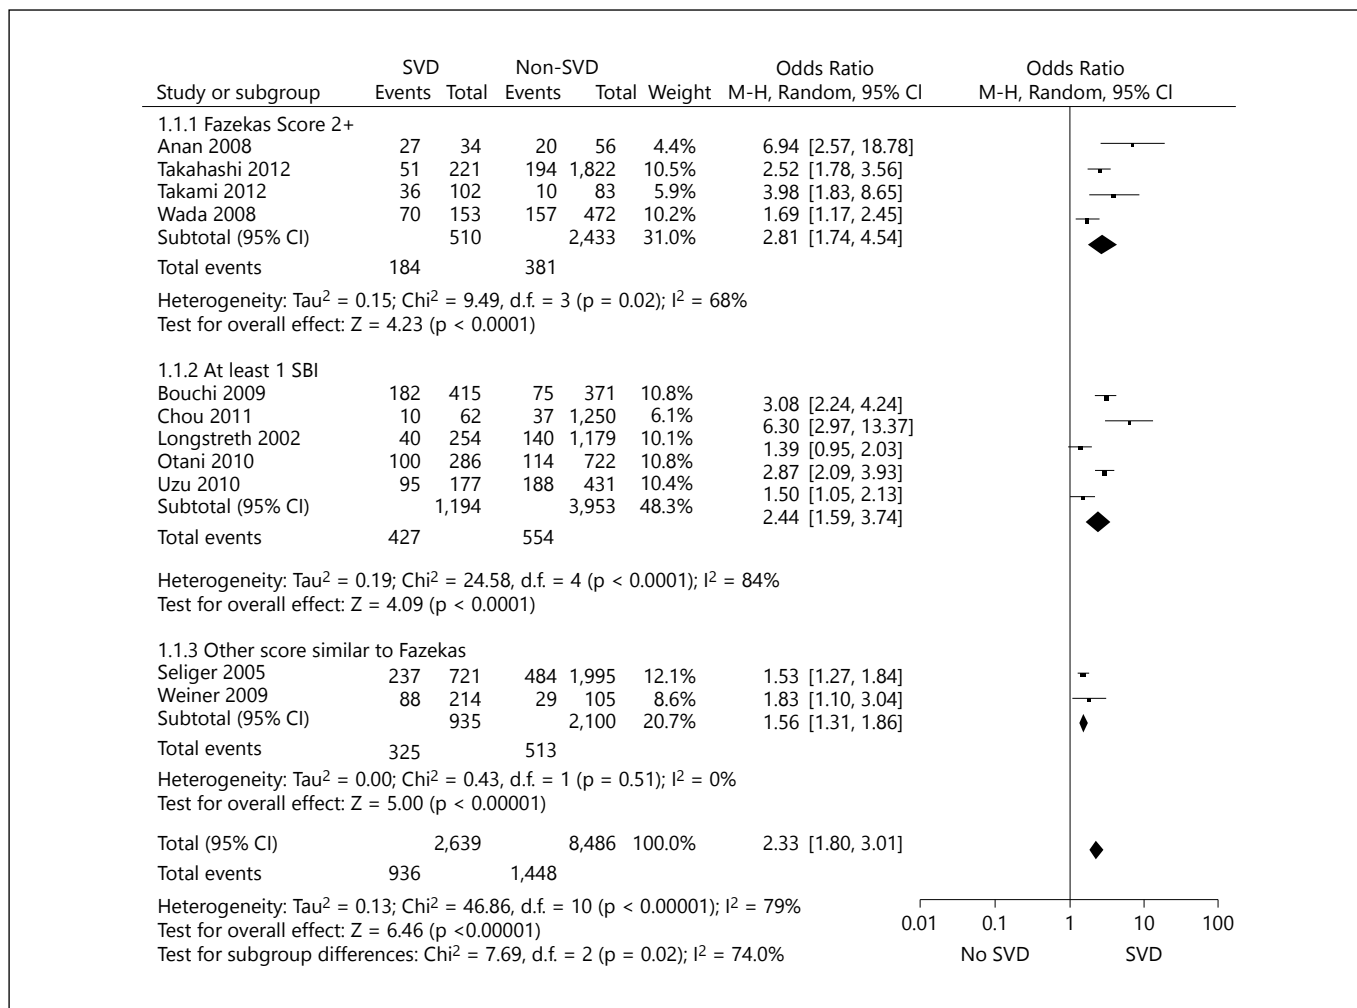 SVD Non-SVD Odds Ratio Odds Ratio
Study or subgroup Events Total Events Total Weight M-H, Random, 95% CI M-H, Random, 95% CI
1.1.1 Fazekas Score 2+
Anan 2008 27 34 20 56 4.4% 6.94 [2.57, 18.78]
Takahashi 2012 51 221 194 1,822 10.5% 2.52 [1.78, 3.56]
Takami 2012 36 102 10 83 5.9% 3.98 [1.83, 8.65]
Wada 2008 70 153 157 472 10.2% 1.69 [1.17, 2.45]
Subtotal (95% CI) 510 2,433 31.0% 2.81 [1.74, 4.54]
Total events 184 381
Heterogeneity: Tau² = 0.15; Chi² = 9.49, d.f. = 3 (p = 0.02); I² = 68%
Test for overall effect: Z = 4.23 (p < 0.0001)
1.1.2 At least 1 SBI
Bouchi 2009 182 415 75 371 10.8% 3.08 [2.24, 4.24]
Chou 2011 10 62 37 1,250 6.1% 6.30 [2.97, 13.37]
Longstreth 2002 40 254 140 1,179 10.1% 1.39 [0.95, 2.03]
Otani 2010 100 286 114 722 10.8% 2.87 [2.09, 3.93]
Uzu 2010 95 177 188 431 10.4% 1.50 [1.05, 2.13]
Subtotal (95% CI) 1,194 3,953 48.3% 2.44 [1.59, 3.74]
Total events 427 554
Heterogeneity: Tau² = 0.19; Chi² = 24.58, d.f. = 4 (p < 0.0001); I² = 84%
Test for overall effect: Z = 4.09 (p < 0.0001)
1.1.3 Other score similar to Fazekas
Seliger 2005 237 721 484 1,995 12.1% 1.53 [1.27, 1.84]
Weiner 2009 88 214 29 105 8.6% 1.83 [1.10, 3.04]
Subtotal (95% CI) 935 2,100 20.7% 1.56 [1.31, 1.86]
Total events 325 513
Heterogeneity: Tau² = 0.00; Chi² = 0.43, d.f. = 1 (p = 0.51); I² = 0%
Test for overall effect: Z = 5.00 (p < 0.00001)
Total (95% CI) 2,639 8,486 100.0% 2.33 [1.80, 3.01]
Total events 936 1,448
Heterogeneity: Tau² = 0.13; Chi² = 46.86, d.f. = 10 (p < 0.00001); I² = 79%
Test for overall effect: Z = 6.46 (p <0.00001)
Test for subgroup differences: Chi² = 7.69, d.f. = 2 (p = 0.02); I² = 74.0%
0.01 0.1 1 10 100
No SVD SVD